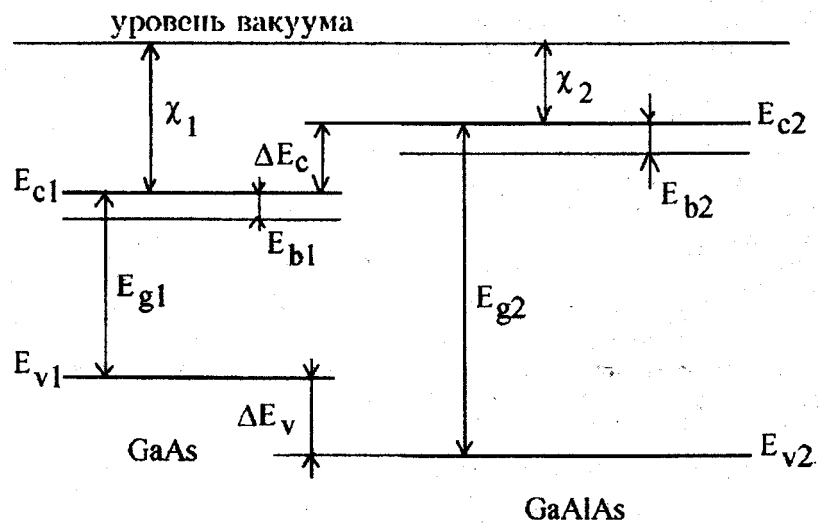 уровень вакуума
χ1
χ2
Ec2
ΔEc
Ec1
Eb2
Eb1
Eg1
Eg2
Ev1
ΔEv
GaAs
Ev2
GaAlAs